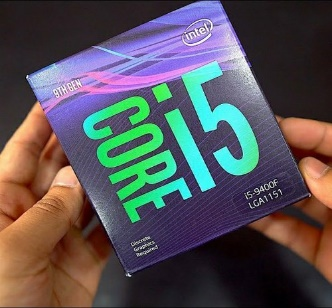 intel
9TH GEN
CORE i5
i5-9400F
LGA1151
Discrete
Graphics
Required